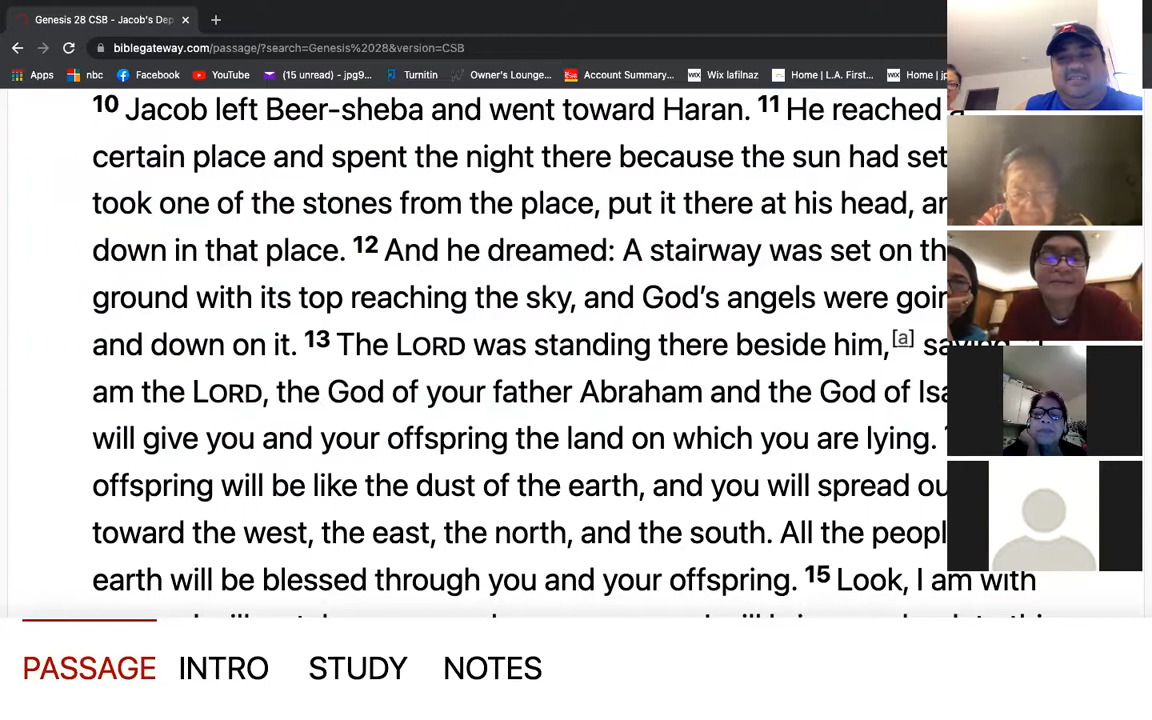 Genesis 28 CSB - Jacob's Dep
biblegateway.com/passage/?search=Genesis%2028&version=CSB
Apps nbc Facebook YouTube (15 unread) - jpg9... Turnitin Owner's Lounge... Account Summary... Wix lafilnaz Home | L.A. First... Home | j
10 Jacob left Beer-sheba and went toward Haran. 11 He reached a
certain place and spent the night there because the sun had set
took one of the stones from the place, put it there at his head,
down in that place. 12 And he dreamed: A stairway was set on
ground with its top reaching the sky, and God's angels were
and down on it. 13 The LORD was standing there beside him,[a]
am the LORD, the God of your father Abraham and the God of
will give you and your offspring the land on which you are lying.
offspring will be like the dust of the earth, and you will spread
toward the west, the east, the north, and the south. All the
earth will be blessed through you and your offspring. 15 Look, I am with
PASSAGE INTRO STUDY NOTES